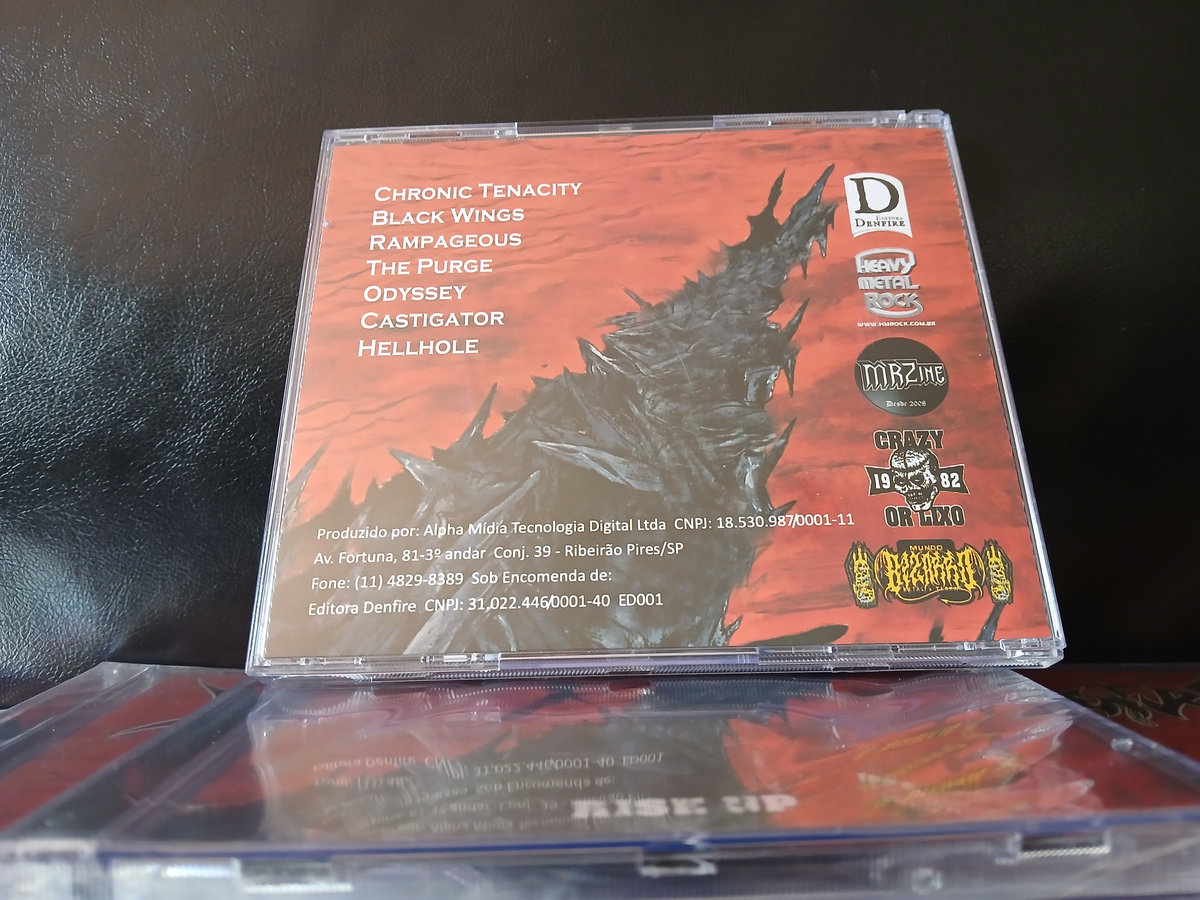 CHRONIC TENACITY
BLACK WINGS
RAMPAGEOUS
THE PURGE
ODYSSEY
CASTIGATOR
HELLHOLE
D
EDITORA
DENFIRE
HEAVY
METAL
ROCK
WWW.HMROCK.COM.BR
MRZINE
Desde 2008
CRAZY
1982
OR LIXO
MUNDO
BIZARRO
Produzido por: Alpha Mídia Tecnologia Digital Ltda CNPJ: 18.530.987/0001-11
Av. Fortuna, 81-3º andar Conj. 39 - Ribeirão Pires/SP
Fone: (11) 4829-8389 Sob Encomenda de:
Editora Denfire CNPJ: 31,022.446/0001-40 ED001